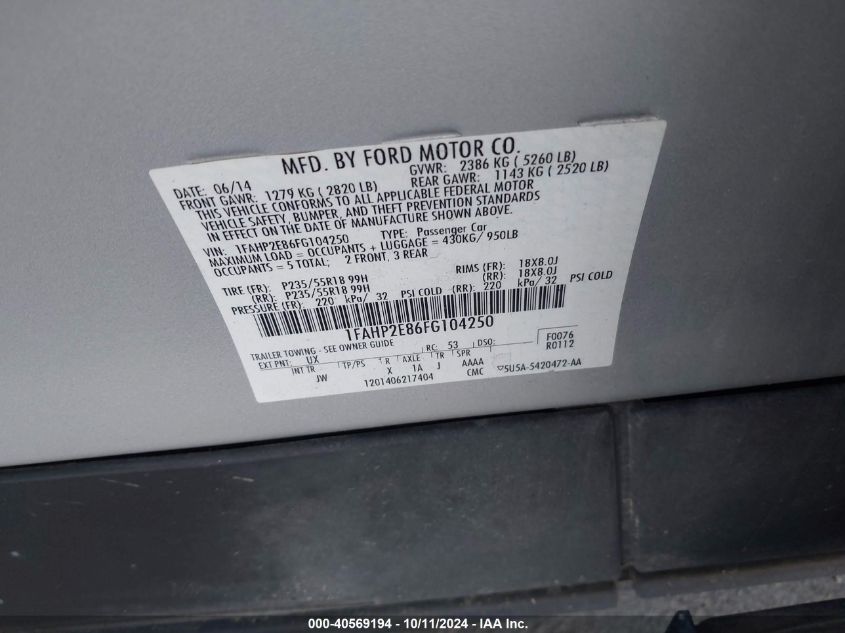 MFD. BY FORD MOTOR CO.
DATE: 06/14 GVWR: 2386 KG ( 5260 LB)
FRONT GAWR: 1279 KG ( 2820 LB) REAR GAWR: 1143 KG ( 2520 LB)
THIS VEHICLE CONFORMS TO ALL APPLICABLE FEDERAL MOTOR
VEHICLE SAFETY, BUMPER, AND THEFT PREVENTION STANDARDS
IN EFFECT ON THE DATE OF MANUFACTURE SHOWN ABOVE.
VIN: 1FAHP2E86FG104250 TYPE: Passenger Car
MAXIMUM LOAD = OCCUPANTS + LUGGAGE = 430KG/ 950LB
OCCUPANTS = 5 TOTAL; 2 FRONT, 3 REAR
TIRE (FR): P235/55R18 99H RIMS (FR): 18X8.0J
(RR): P235/55R18 99H (RR): 18X8.0J
PRESSURE (FR): 220 kPa/ 32 PSI COLD (RR): 220 kPa/ 32 PSI COLD
1FAHP2E86FG104250
TRAILER TOWING - SEE OWNER GUIDE RC: 53 DSO: F0076
EXT PNT: UX R0112
INT TR TP/PS R AXLE TR SPR
JW X 1A J AAAA
1201406217404 CMC ▽5U5A-5420472-AA
000-40569194 - 10/11/2024 - IAA Inc.